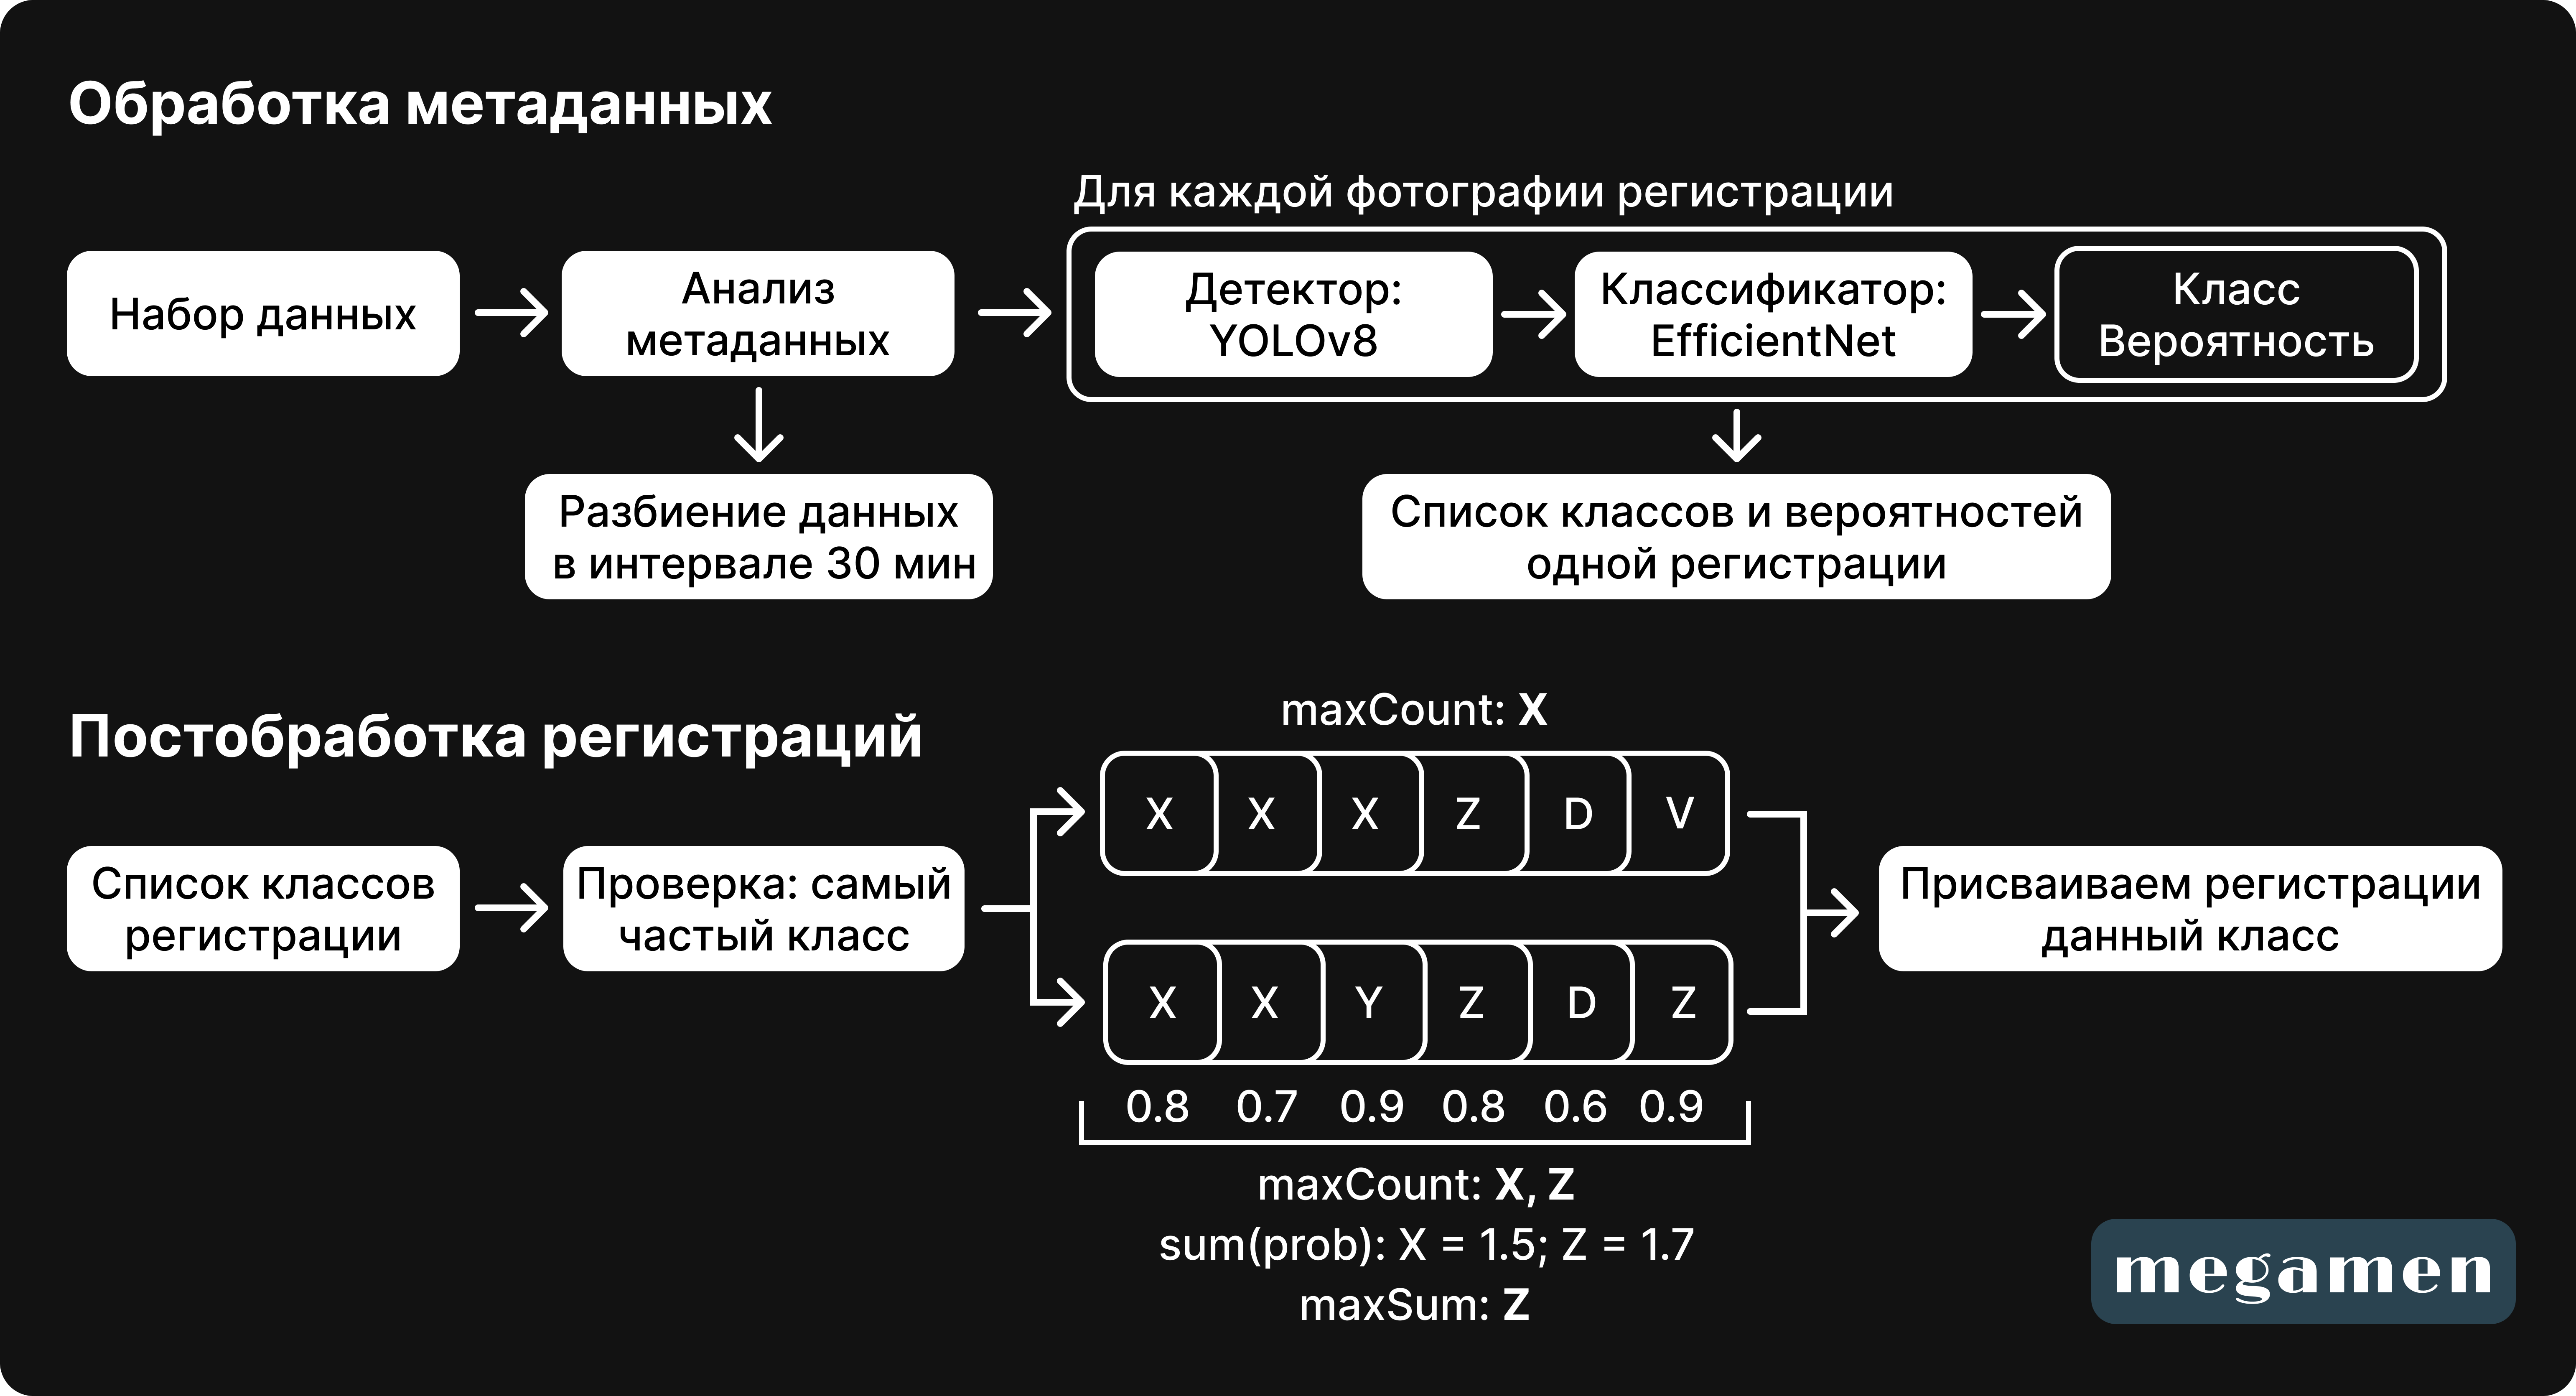 Обработка метаданных
Для каждой фотографии регистрации
Набор данных
Анализ
метаданных
Детектор:
YOLOv8
Классификатор:
EfficientNet
Класс
Вероятность
Разбиение данных
в интервале 30 мин
Список классов и вероятностей
одной регистрации
Постобработка регистраций
Список классов
регистрации
Проверка: самый
частый класс
maxCount: X
X X X Z D V
X X Y Z D Z
0.8 0.7 0.9 0.8 0.6 0.9
maxCount: X, Z
sum(prob): X = 1.5; Z = 1.7
maxSum: Z
Присваиваем регистрации
данный класс
megamen